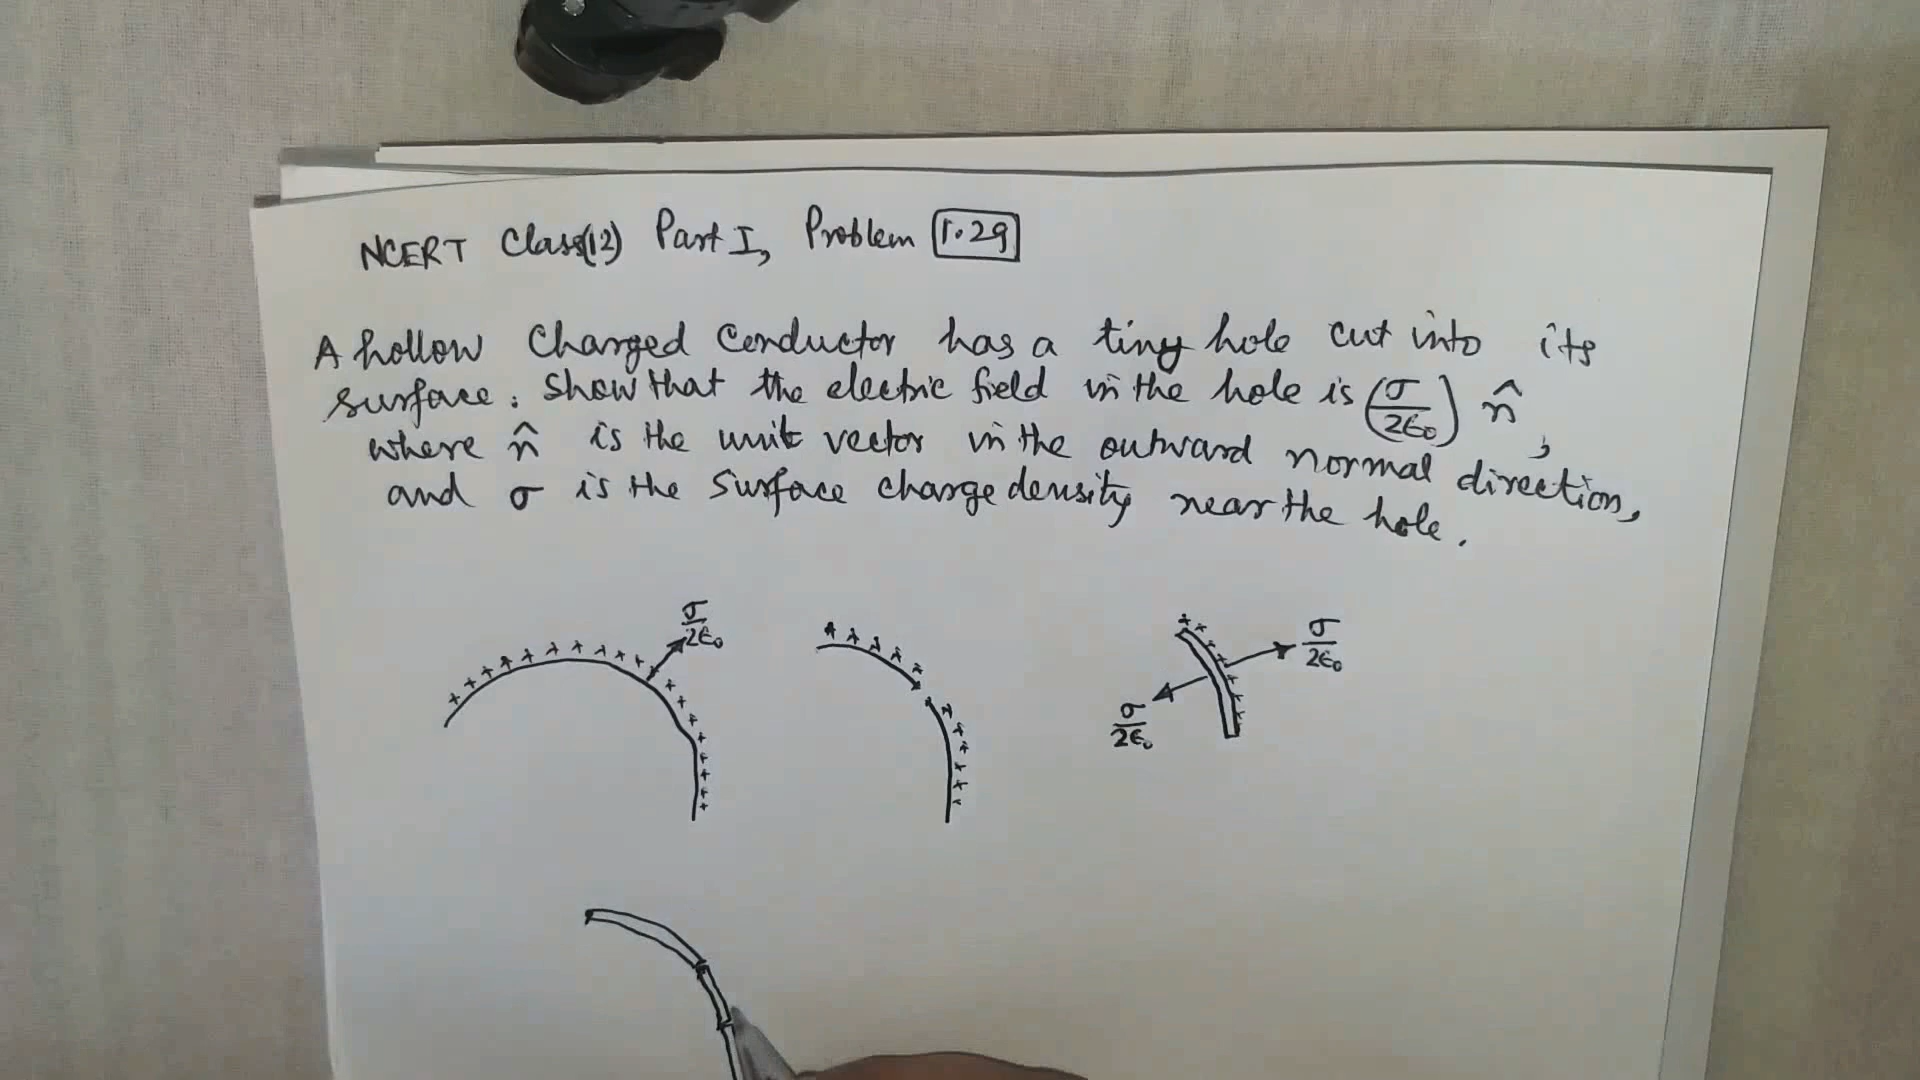 NCERT Class(12) Part I, Problem 1.29
A hollow Charged Conductor has a tiny hole cut into its
surface. Show that the electric field in the hole is (σ/2ε₀) n̂,
where n̂ is the unit vector in the outward normal direction,
and σ is the Surface charge density near the hole.
σ/2ε₀
σ/2ε₀
σ/2ε₀